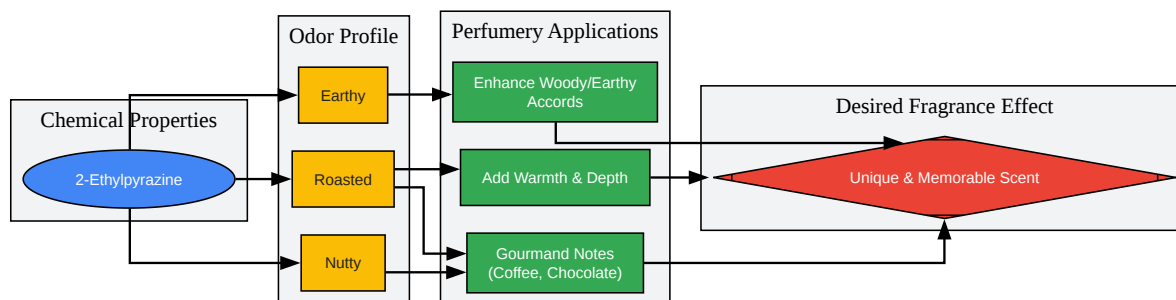 Chemical Properties
2-Ethylpyrazine
Odor Profile
Earthy
Roasted
Nutty
Perfumery Applications
Enhance Woody/Earthy
Accords
Add Warmth & Depth
Gourmand Notes
(Coffee, Chocolate)
Desired Fragrance Effect
Unique & Memorable Scent